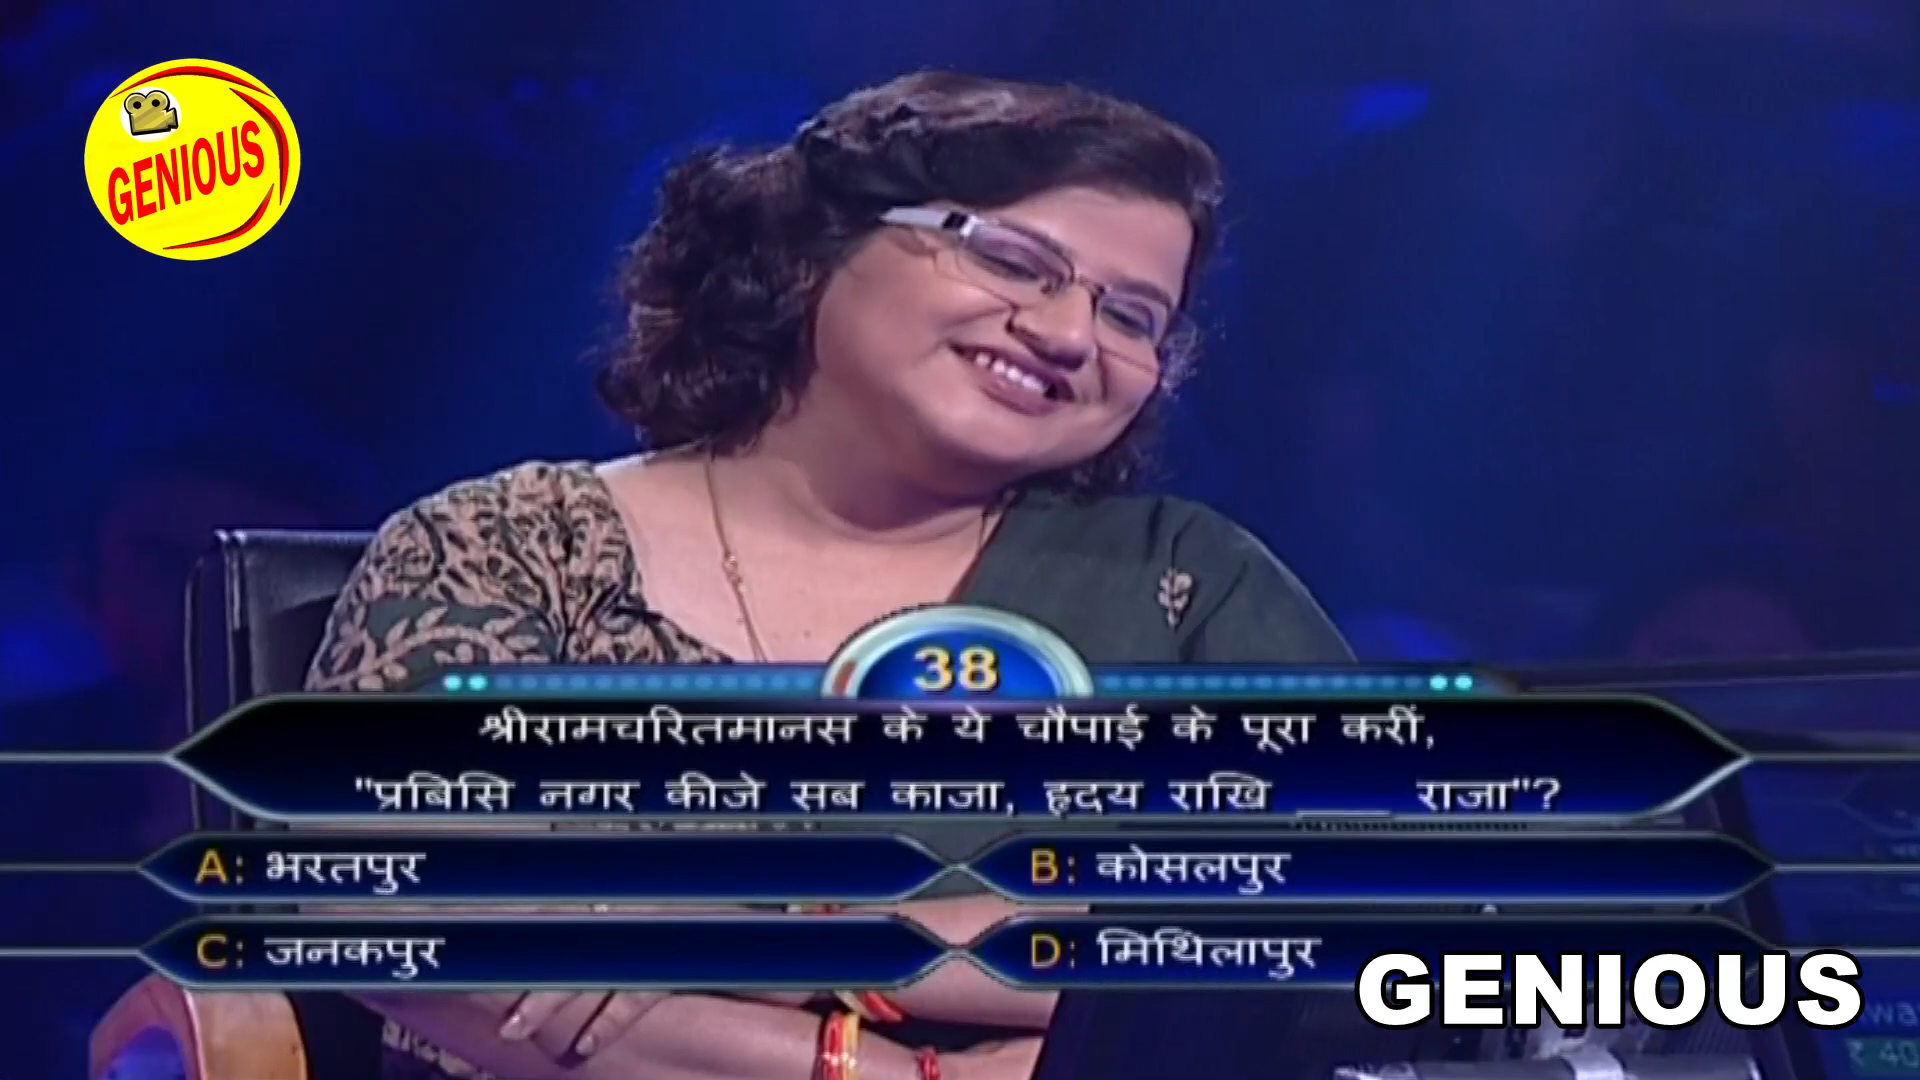 GENIOUS
38
श्रीरामचरितमानस के ये चौपाई के पूरा करीं,
"प्रबिसि नगर कीजे सब काजा, हृदय राखि ____ राजा"?
A: भरतपुर
B: कोसलपुर
C: जनकपुर
D: मिथिलापुर
GENIOUS